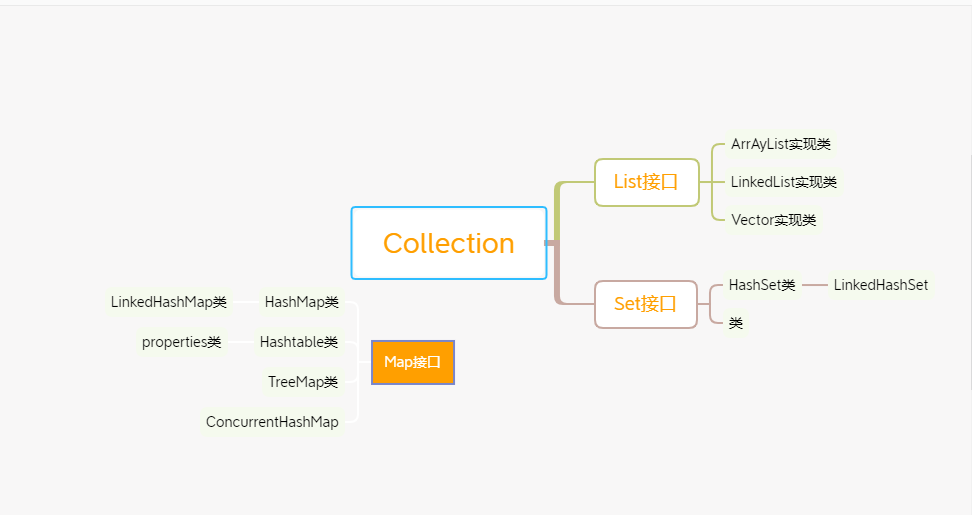 Collection
List接口
ArrAyList实现类
LinkedList实现类
Vector实现类
Set接口
HashSet类
LinkedHashSet
类
Map接口
HashMap类
LinkedHashMap类
Hashtable类
properties类
TreeMap类
ConcurrentHashMap